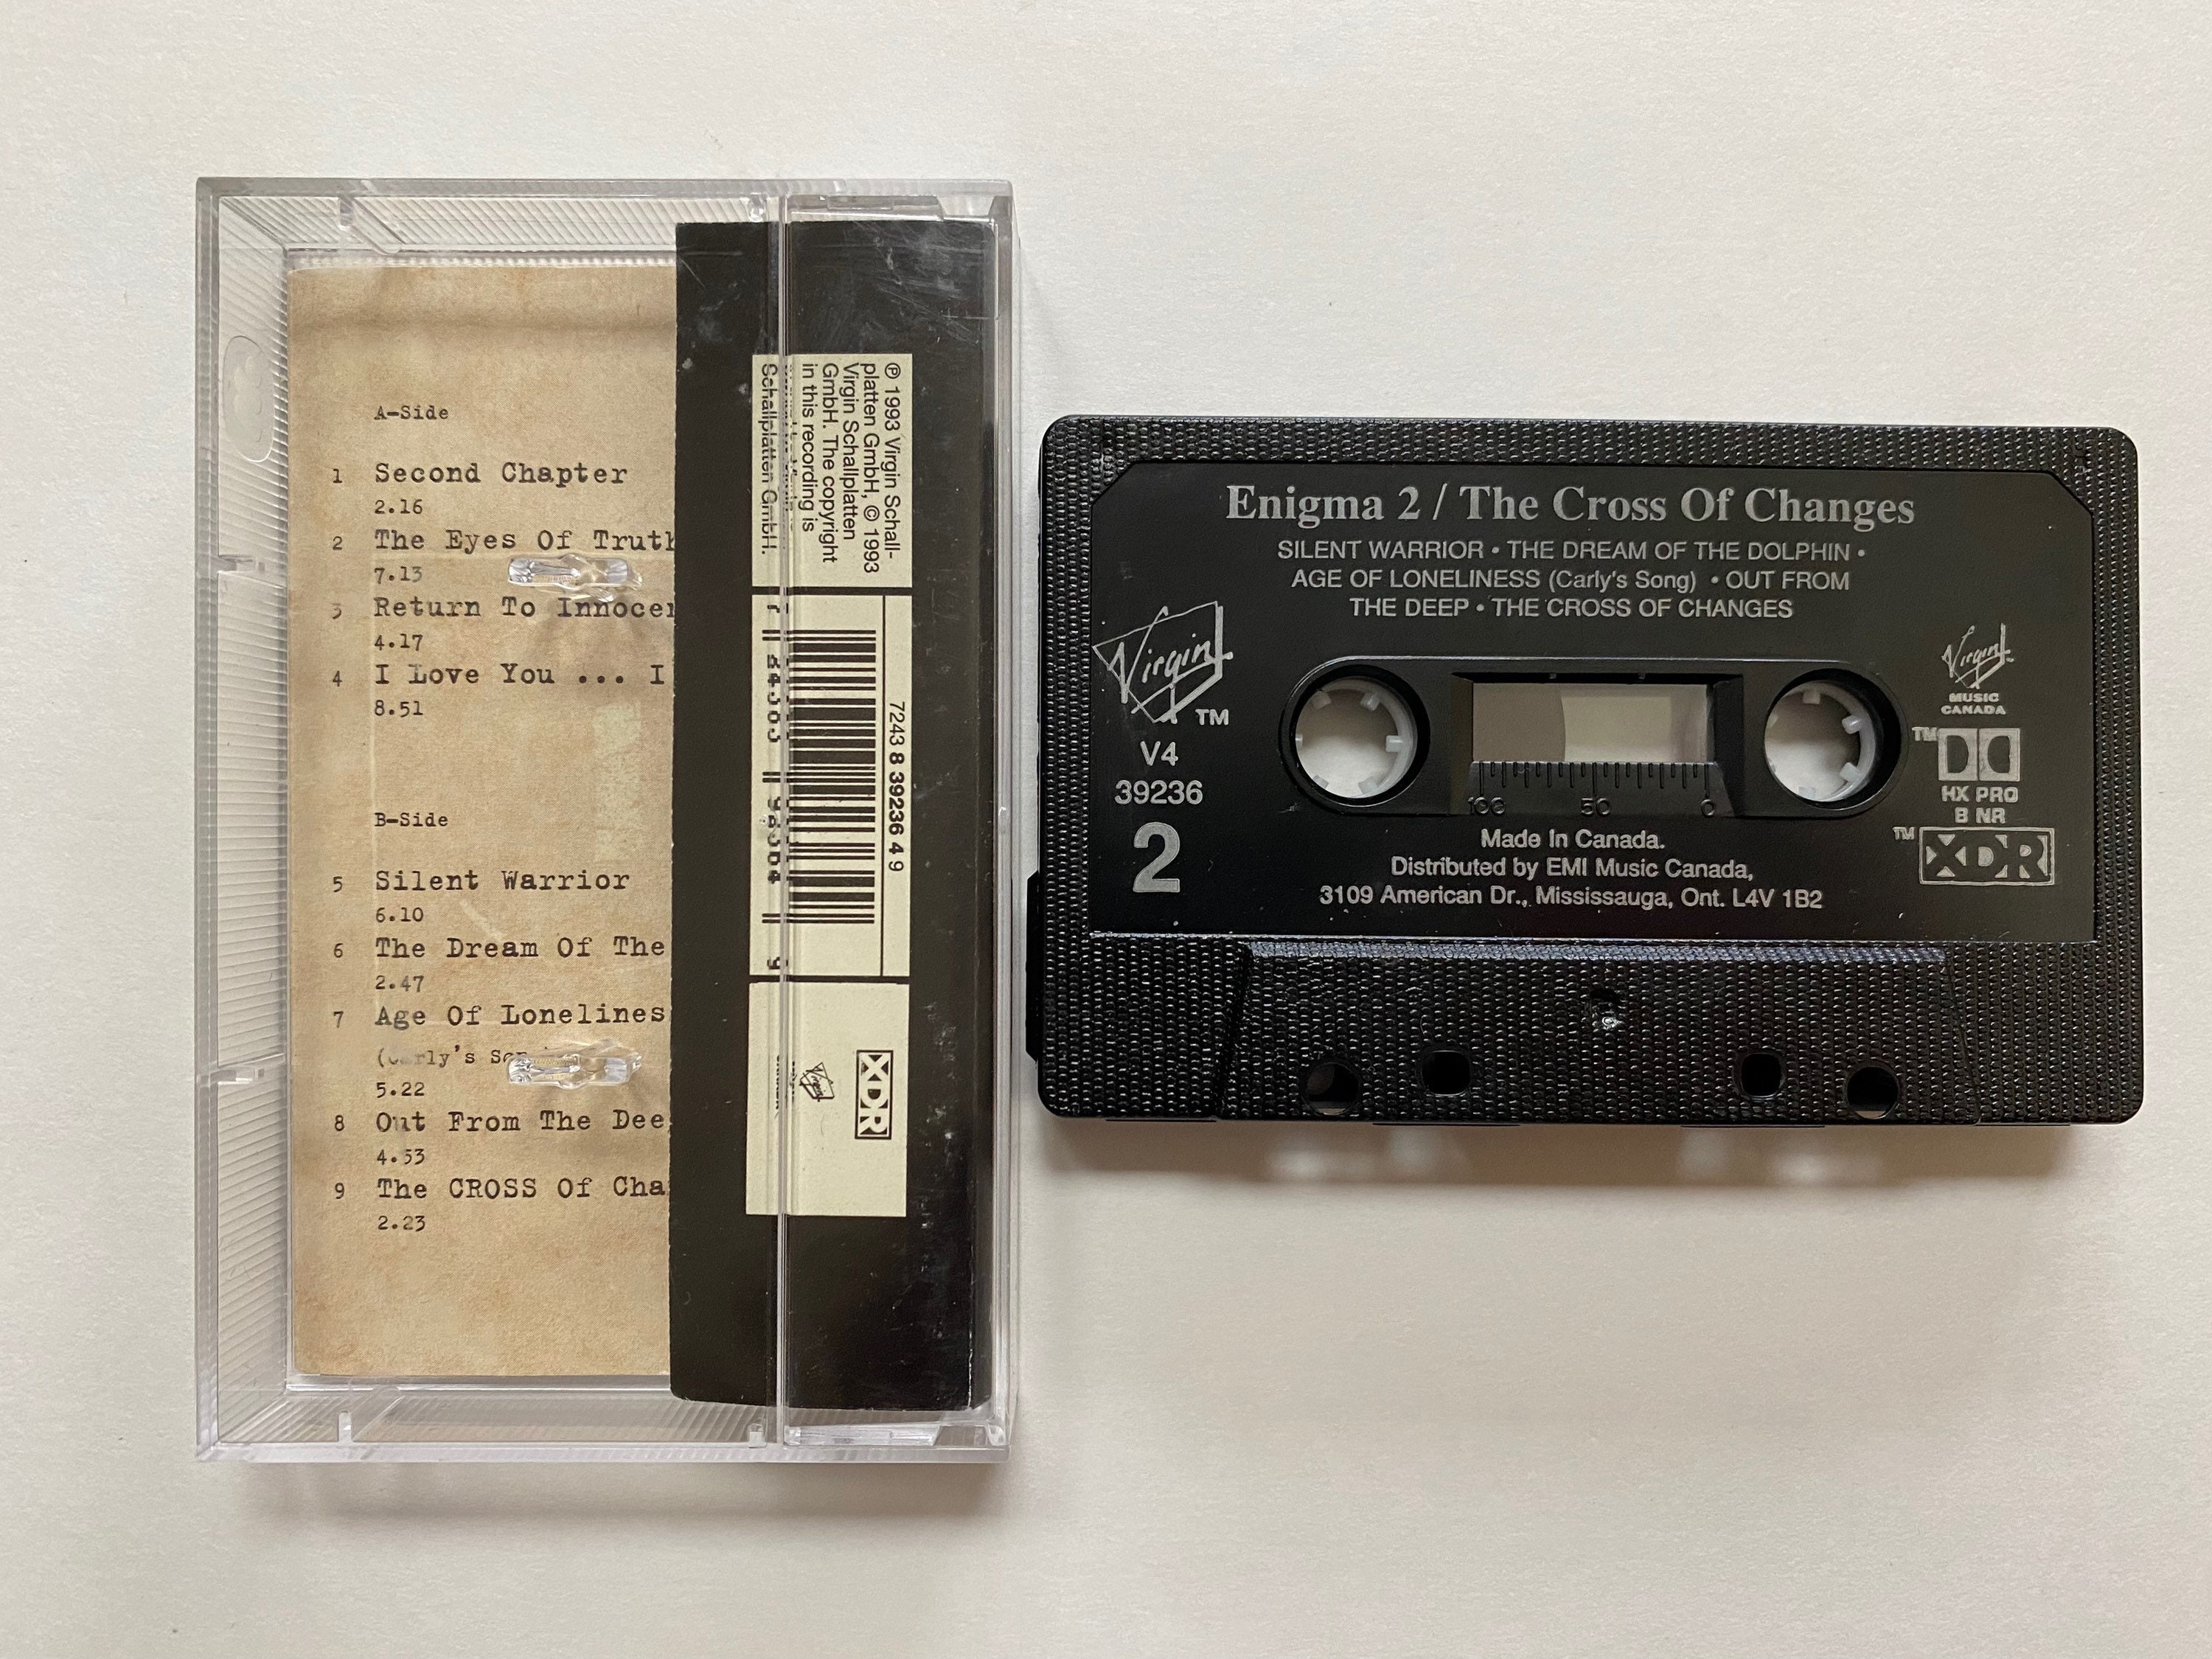 A-Side
1 Second Chapter
2.16
2 The Eyes Of Truth
7.13
3 Return To Innocen
4.17
4 I Love You ... I
8.51
B-Side
5 Silent Warrior
6.10
6 The Dream Of The
2.47
7 Age Of Lonelines
(Carly's Son
5.22
8 Out From The Dee
4.53
9 The CROSS Of Cha
2.23
℗ 1993 Virgin Schall-
platten GmbH, © 1993
Virgin Schallplatten
GmbH. The copyright
in this recording is
Schallplatten GmbH.
7243 8 39236 4 9
XDR
Virgin
Enigma 2 / The Cross Of Changes
SILENT WARRIOR • THE DREAM OF THE DOLPHIN •
AGE OF LONELINESS (Carly's Song) • OUT FROM
THE DEEP • THE CROSS OF CHANGES
Virgin
TM
V4
39236
2
100 50 0
Made In Canada.
Distributed by EMI Music Canada,
3109 American Dr., Mississauga, Ont. L4V 1B2
Virgin
MUSIC
CANADA
TM
HX PRO
B NR
TM
XDR